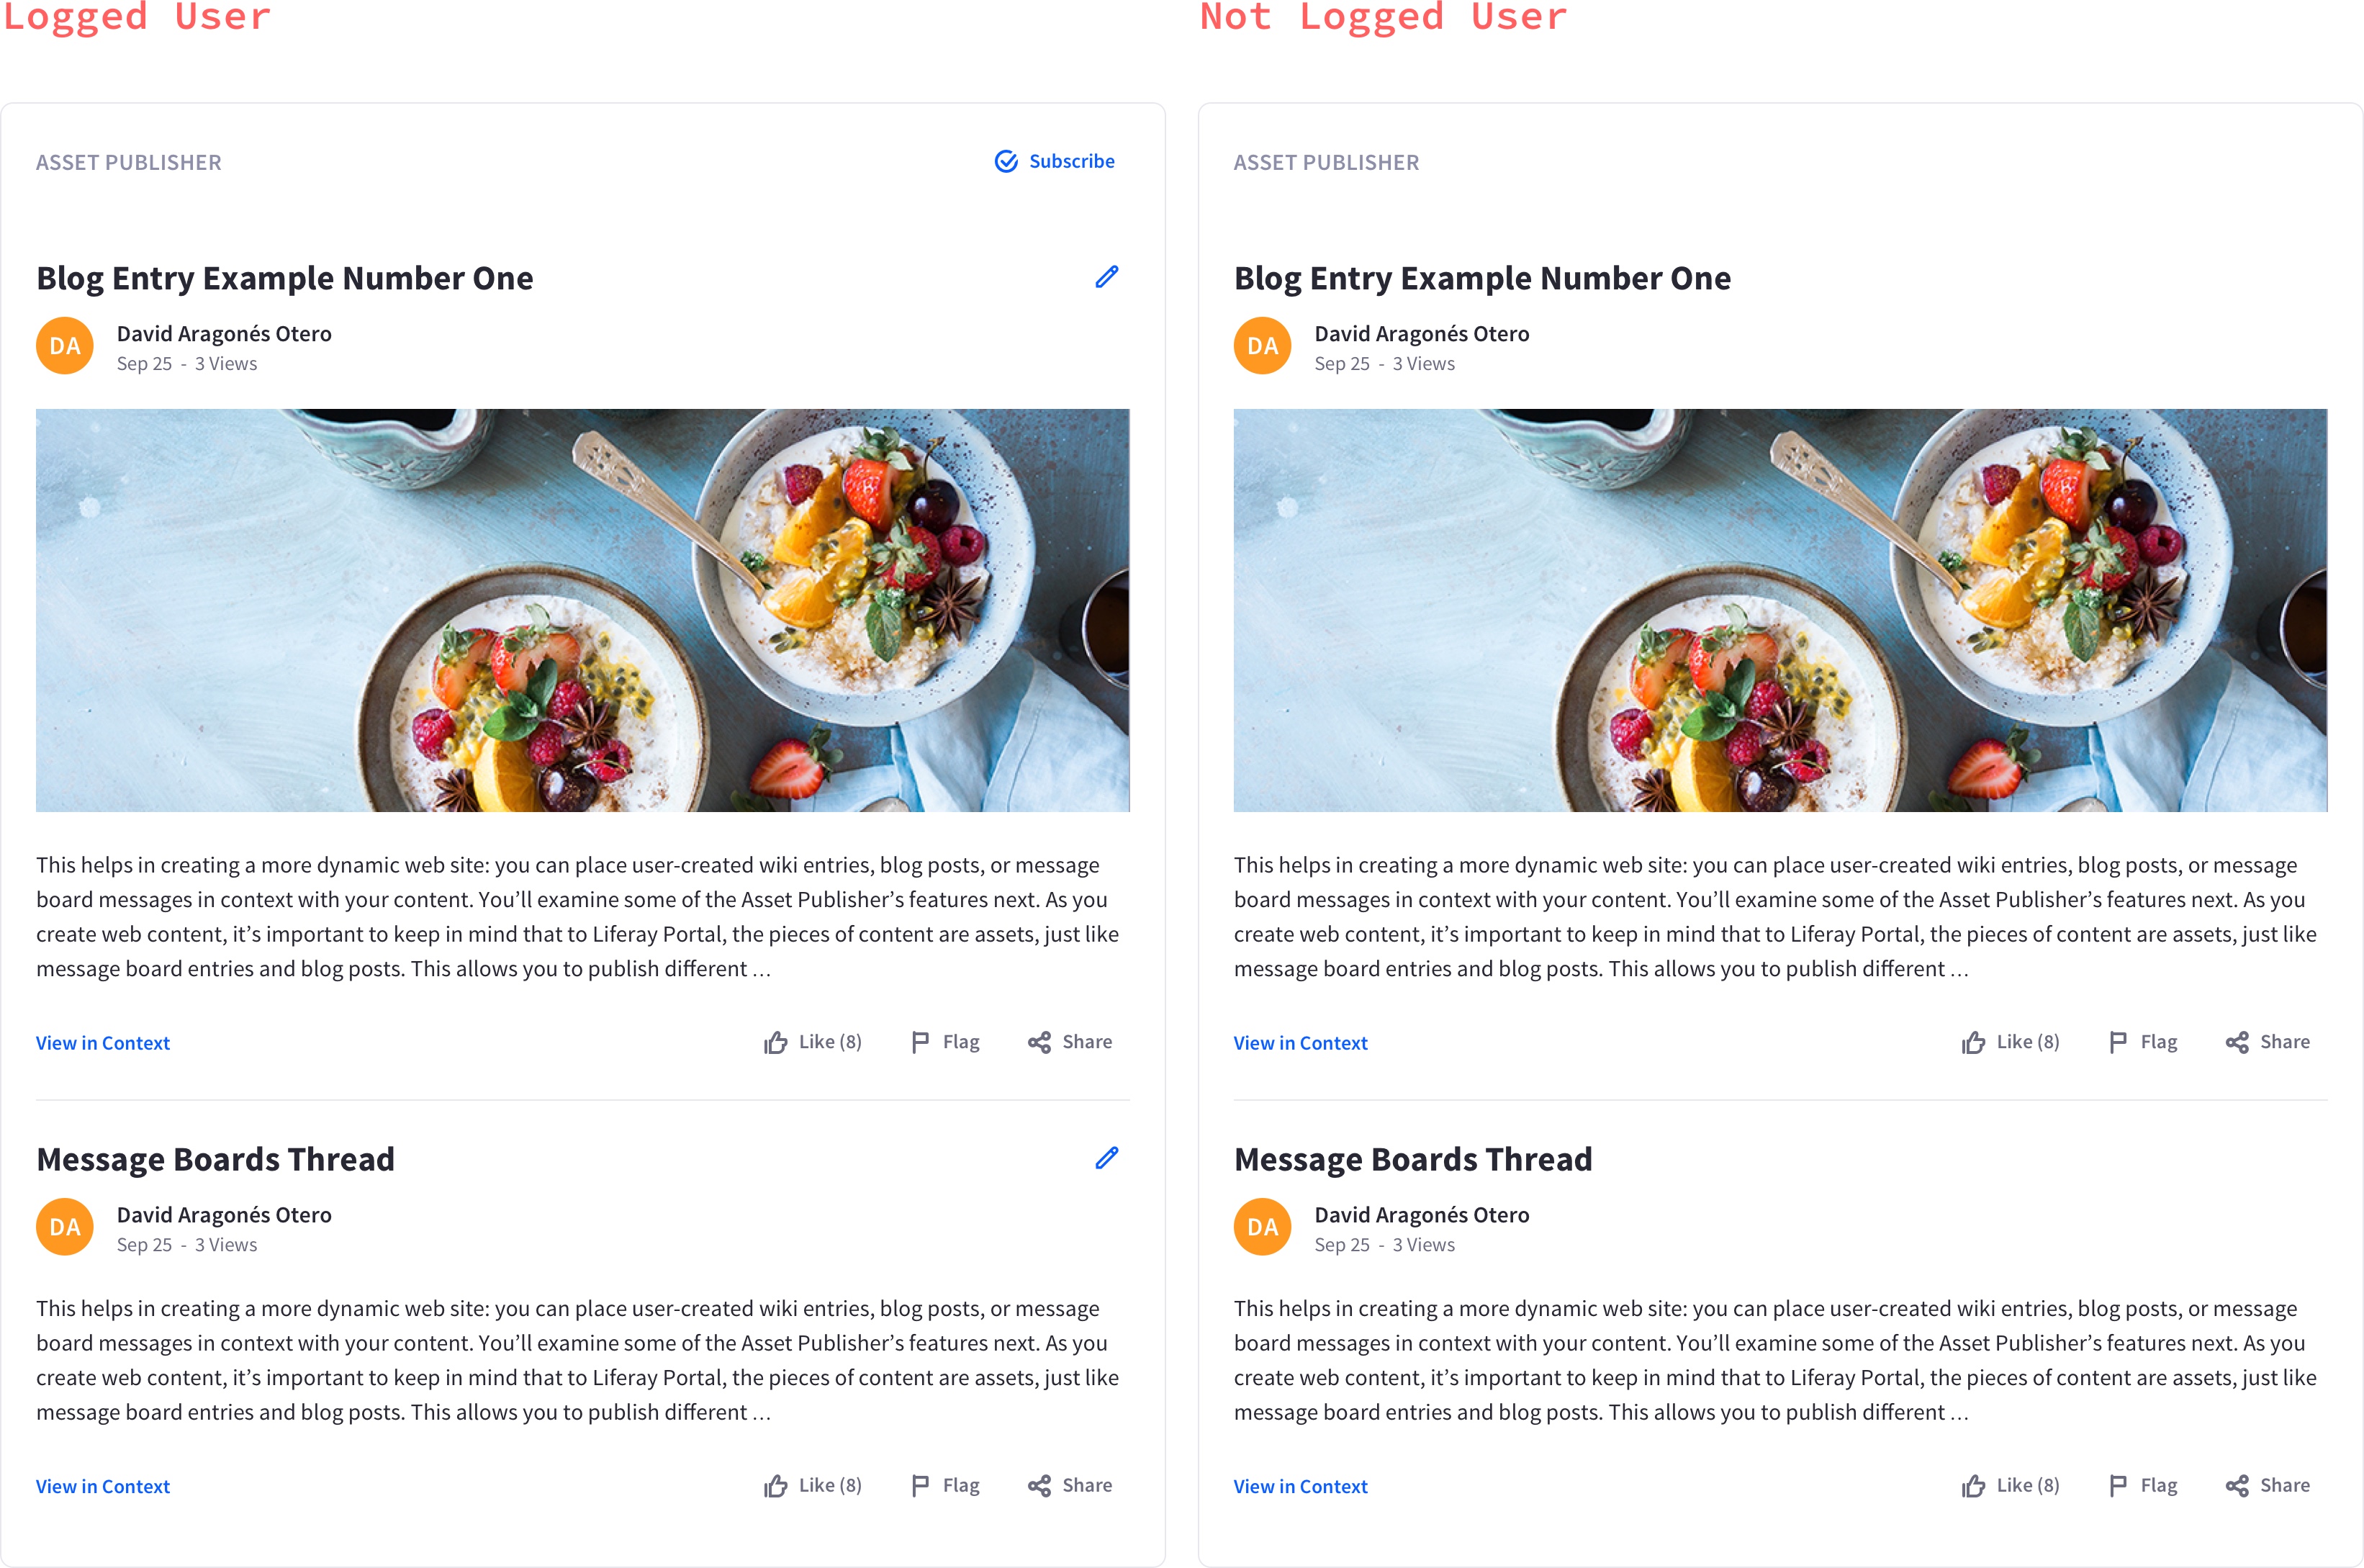 Logged User
ASSET PUBLISHER
Subscribe
Blog Entry Example Number One
DA
David Aragonés Otero
Sep 25 - 3 Views
This helps in creating a more dynamic web site: you can place user-created wiki entries, blog posts, or message
board messages in context with your content. You’ll examine some of the Asset Publisher’s features next. As you
create web content, it’s important to keep in mind that to Liferay Portal, the pieces of content are assets, just like
message board entries and blog posts. This allows you to publish different …
View in Context
Like (8)
Flag
Share
Message Boards Thread
DA
David Aragonés Otero
Sep 25 - 3 Views
This helps in creating a more dynamic web site: you can place user-created wiki entries, blog posts, or message
board messages in context with your content. You’ll examine some of the Asset Publisher’s features next. As you
create web content, it’s important to keep in mind that to Liferay Portal, the pieces of content are assets, just like
message board entries and blog posts. This allows you to publish different …
View in Context
Like (8)
Flag
Share
Not Logged User
ASSET PUBLISHER
Blog Entry Example Number One
DA
David Aragonés Otero
Sep 25 - 3 Views
This helps in creating a more dynamic web site: you can place user-created wiki entries, blog posts, or message
board messages in context with your content. You’ll examine some of the Asset Publisher’s features next. As you
create web content, it’s important to keep in mind that to Liferay Portal, the pieces of content are assets, just like
message board entries and blog posts. This allows you to publish different …
View in Context
Like (8)
Flag
Share
Message Boards Thread
DA
David Aragonés Otero
Sep 25 - 3 Views
This helps in creating a more dynamic web site: you can place user-created wiki entries, blog posts, or message
board messages in context with your content. You’ll examine some of the Asset Publisher’s features next. As you
create web content, it’s important to keep in mind that to Liferay Portal, the pieces of content are assets, just like
message board entries and blog posts. This allows you to publish different …
View in Context
Like (8)
Flag
Share